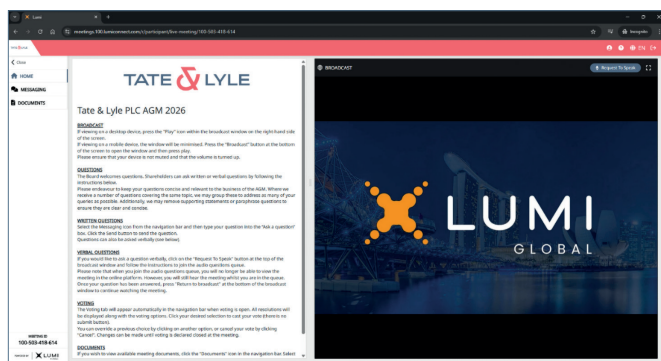 Lumi
meetings.100.lumiconnect.com/c/participant/live-meeting/100-503-418-614
Incognito
EN
Close
HOME
MESSAGING
DOCUMENTS
TATE & LYLE
Tate & Lyle PLC AGM 2026
BROADCAST
If viewing on a desktop device, press the "Play" icon within the broadcast window on the right-hand side
of the screen.
If viewing on a mobile device, the window will be minimised. Press the "Broadcast" button at the bottom
of the screen to open the window and then press play.
Please ensure that your device is not muted and that the volume is turned up.
QUESTIONS
The Board welcomes questions. Shareholders can ask written or verbal questions by following the
instructions below.
Please endeavour to keep your questions concise and relevant to the business of the AGM. Where we
receive a number of questions covering the same topic, we may group these to address as many of your
queries as possible. Additionally, we may remove supporting statements or paraphrase questions to
ensure they are clear and concise.
WRITTEN QUESTIONS
Select the Messaging icon from the navigation bar and then type your question into the "Ask a question"
box. Click the Send button to send the question.
Questions can also be asked verbally (see below)
VERBAL QUESTIONS
If you would like to ask a question verbally, click on the "Request To Speak" button at the top of the
broadcast window and follow the instructions to join the audio questions queue.
Please note that when you join the audio questions queue, you will no longer be able to view the
meeting in the online platform. However, you will still hear the meeting whilst you are in the queue.
Once your question has been answered, press "Return to broadcast" at the bottom of the broadcast
window to continue watching the meeting.
VOTING
The Voting tab will appear automatically in the navigation bar when voting is open. All resolutions will
be displayed along with the voting options. Click your desired selection to cast your vote (there is no
submit button).
You can override a previous choice by clicking on another option, or cancel your vote by clicking
"Cancel". Changes can be made until voting is declared closed at the meeting.
DOCUMENTS
If you wish to view available meeting documents, click the "Documents" icon in the navigation bar Select
MEETING ID
100-503-418-614
LUMI
BROADCAST
Request To Speak
LUMI
GLOBAL